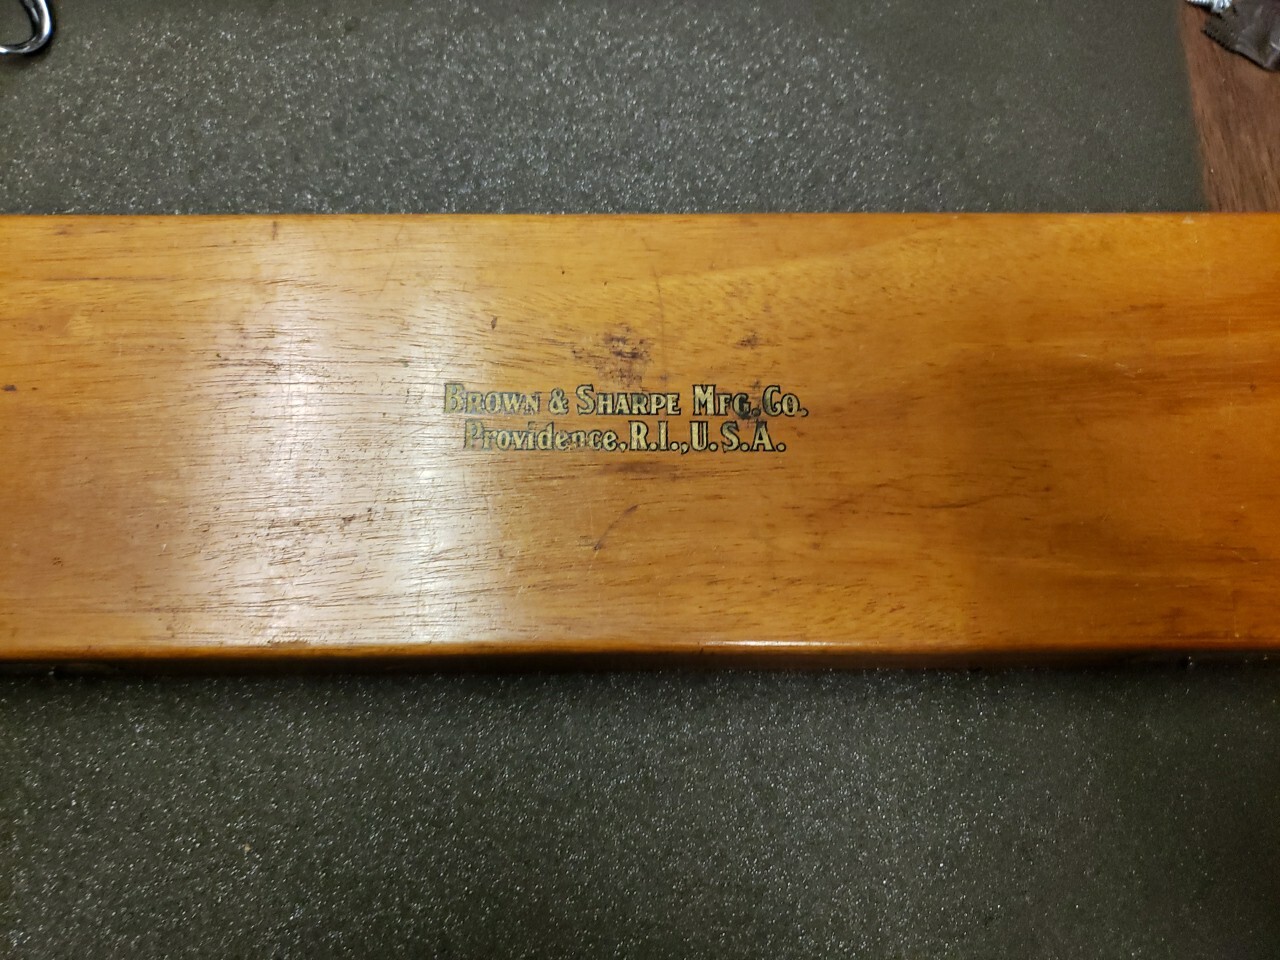 Brown & Sharpe Mfg. Co.
Providence, R.I., U.S.A.